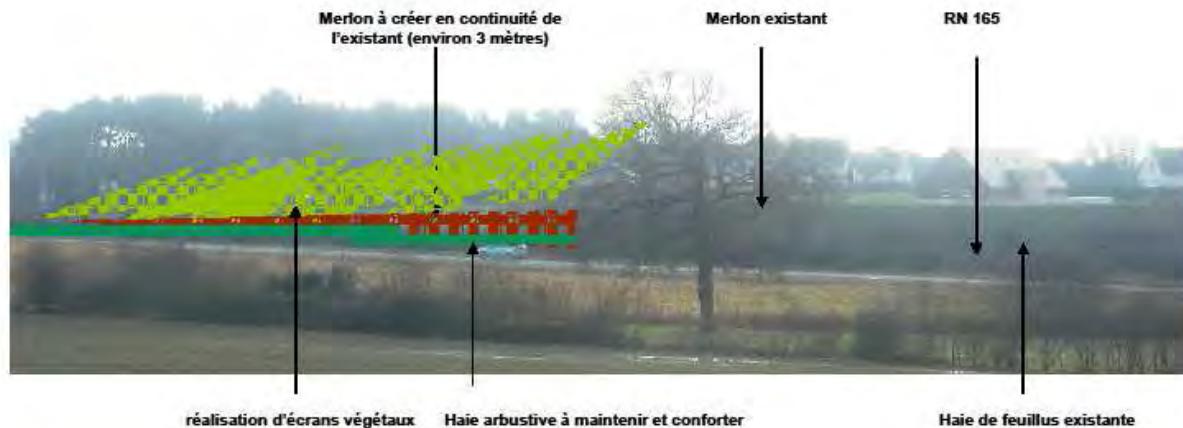 Merlon à créer en continuité de
l'existant (environ 3 mètres)
Merlon existant
RN 165
réalisation d'écrans végétaux
Haie arbustive à maintenir et conforter
Haie de feuillus existante